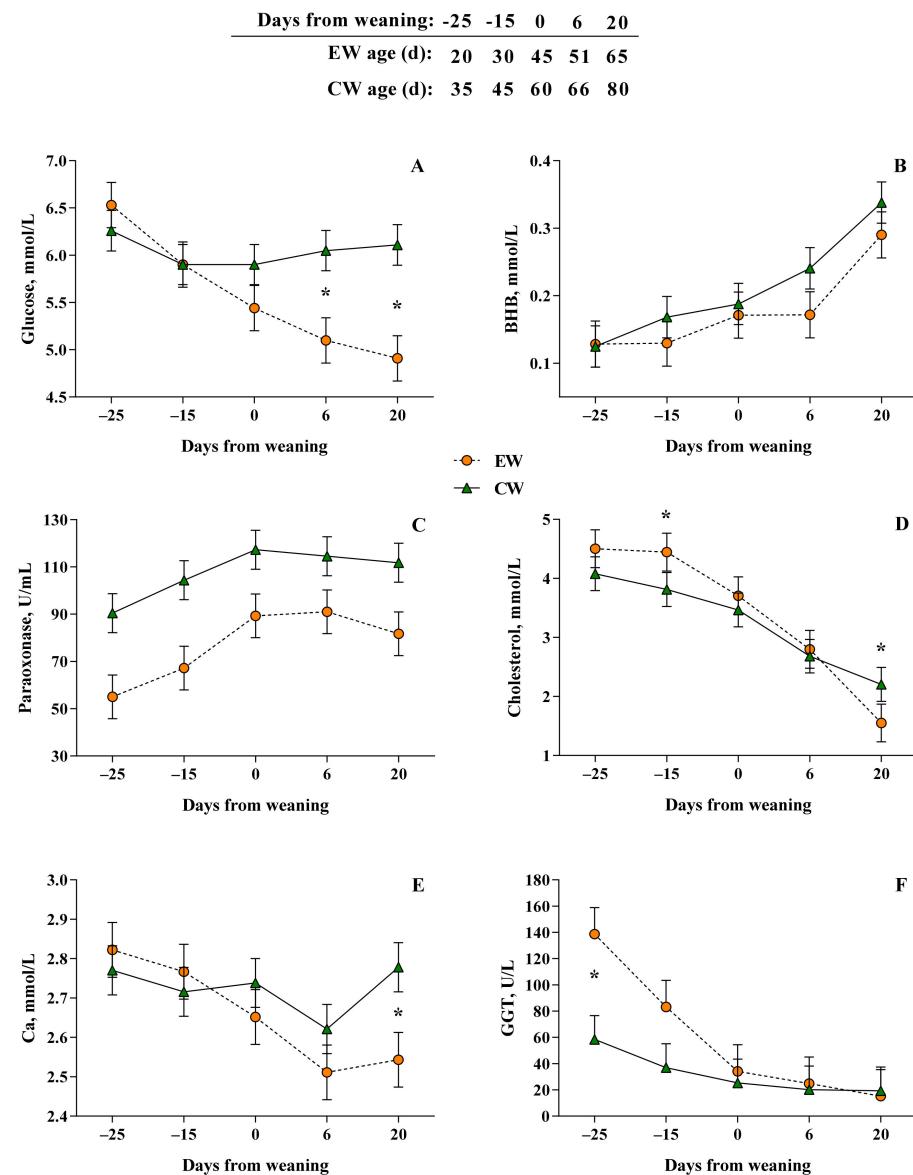 Days from weaning: -25 -15 0 6 20
EW age (d): 20 30 45 51 65
CW age (d): 35 45 60 66 80
A
Glucose, mmol/L
7.0
6.5
6.0
5.5
5.0
4.5
* *
–25 –15 0 6 20
Days from weaning
B
BHB, mmol/L
0.4
0.3
0.2
0.1
–25 –15 0 6 20
Days from weaning
EW
CW
C
Paraoxonase, U/mL
130
110
90
70
50
30
–25 –15 0 6 20
Days from weaning
D
Cholesterol, mmol/L
5
4
3
2
1
* *
–25 –15 0 6 20
Days from weaning
E
Ca, mmol/L
3.0
2.9
2.8
2.7
2.6
2.5
2.4
*
–25 –15 0 6 20
Days from weaning
F
GGT, U/L
180
160
140
120
100
80
60
40
20
0
*
–25 –15 0 6 20
Days from weaning